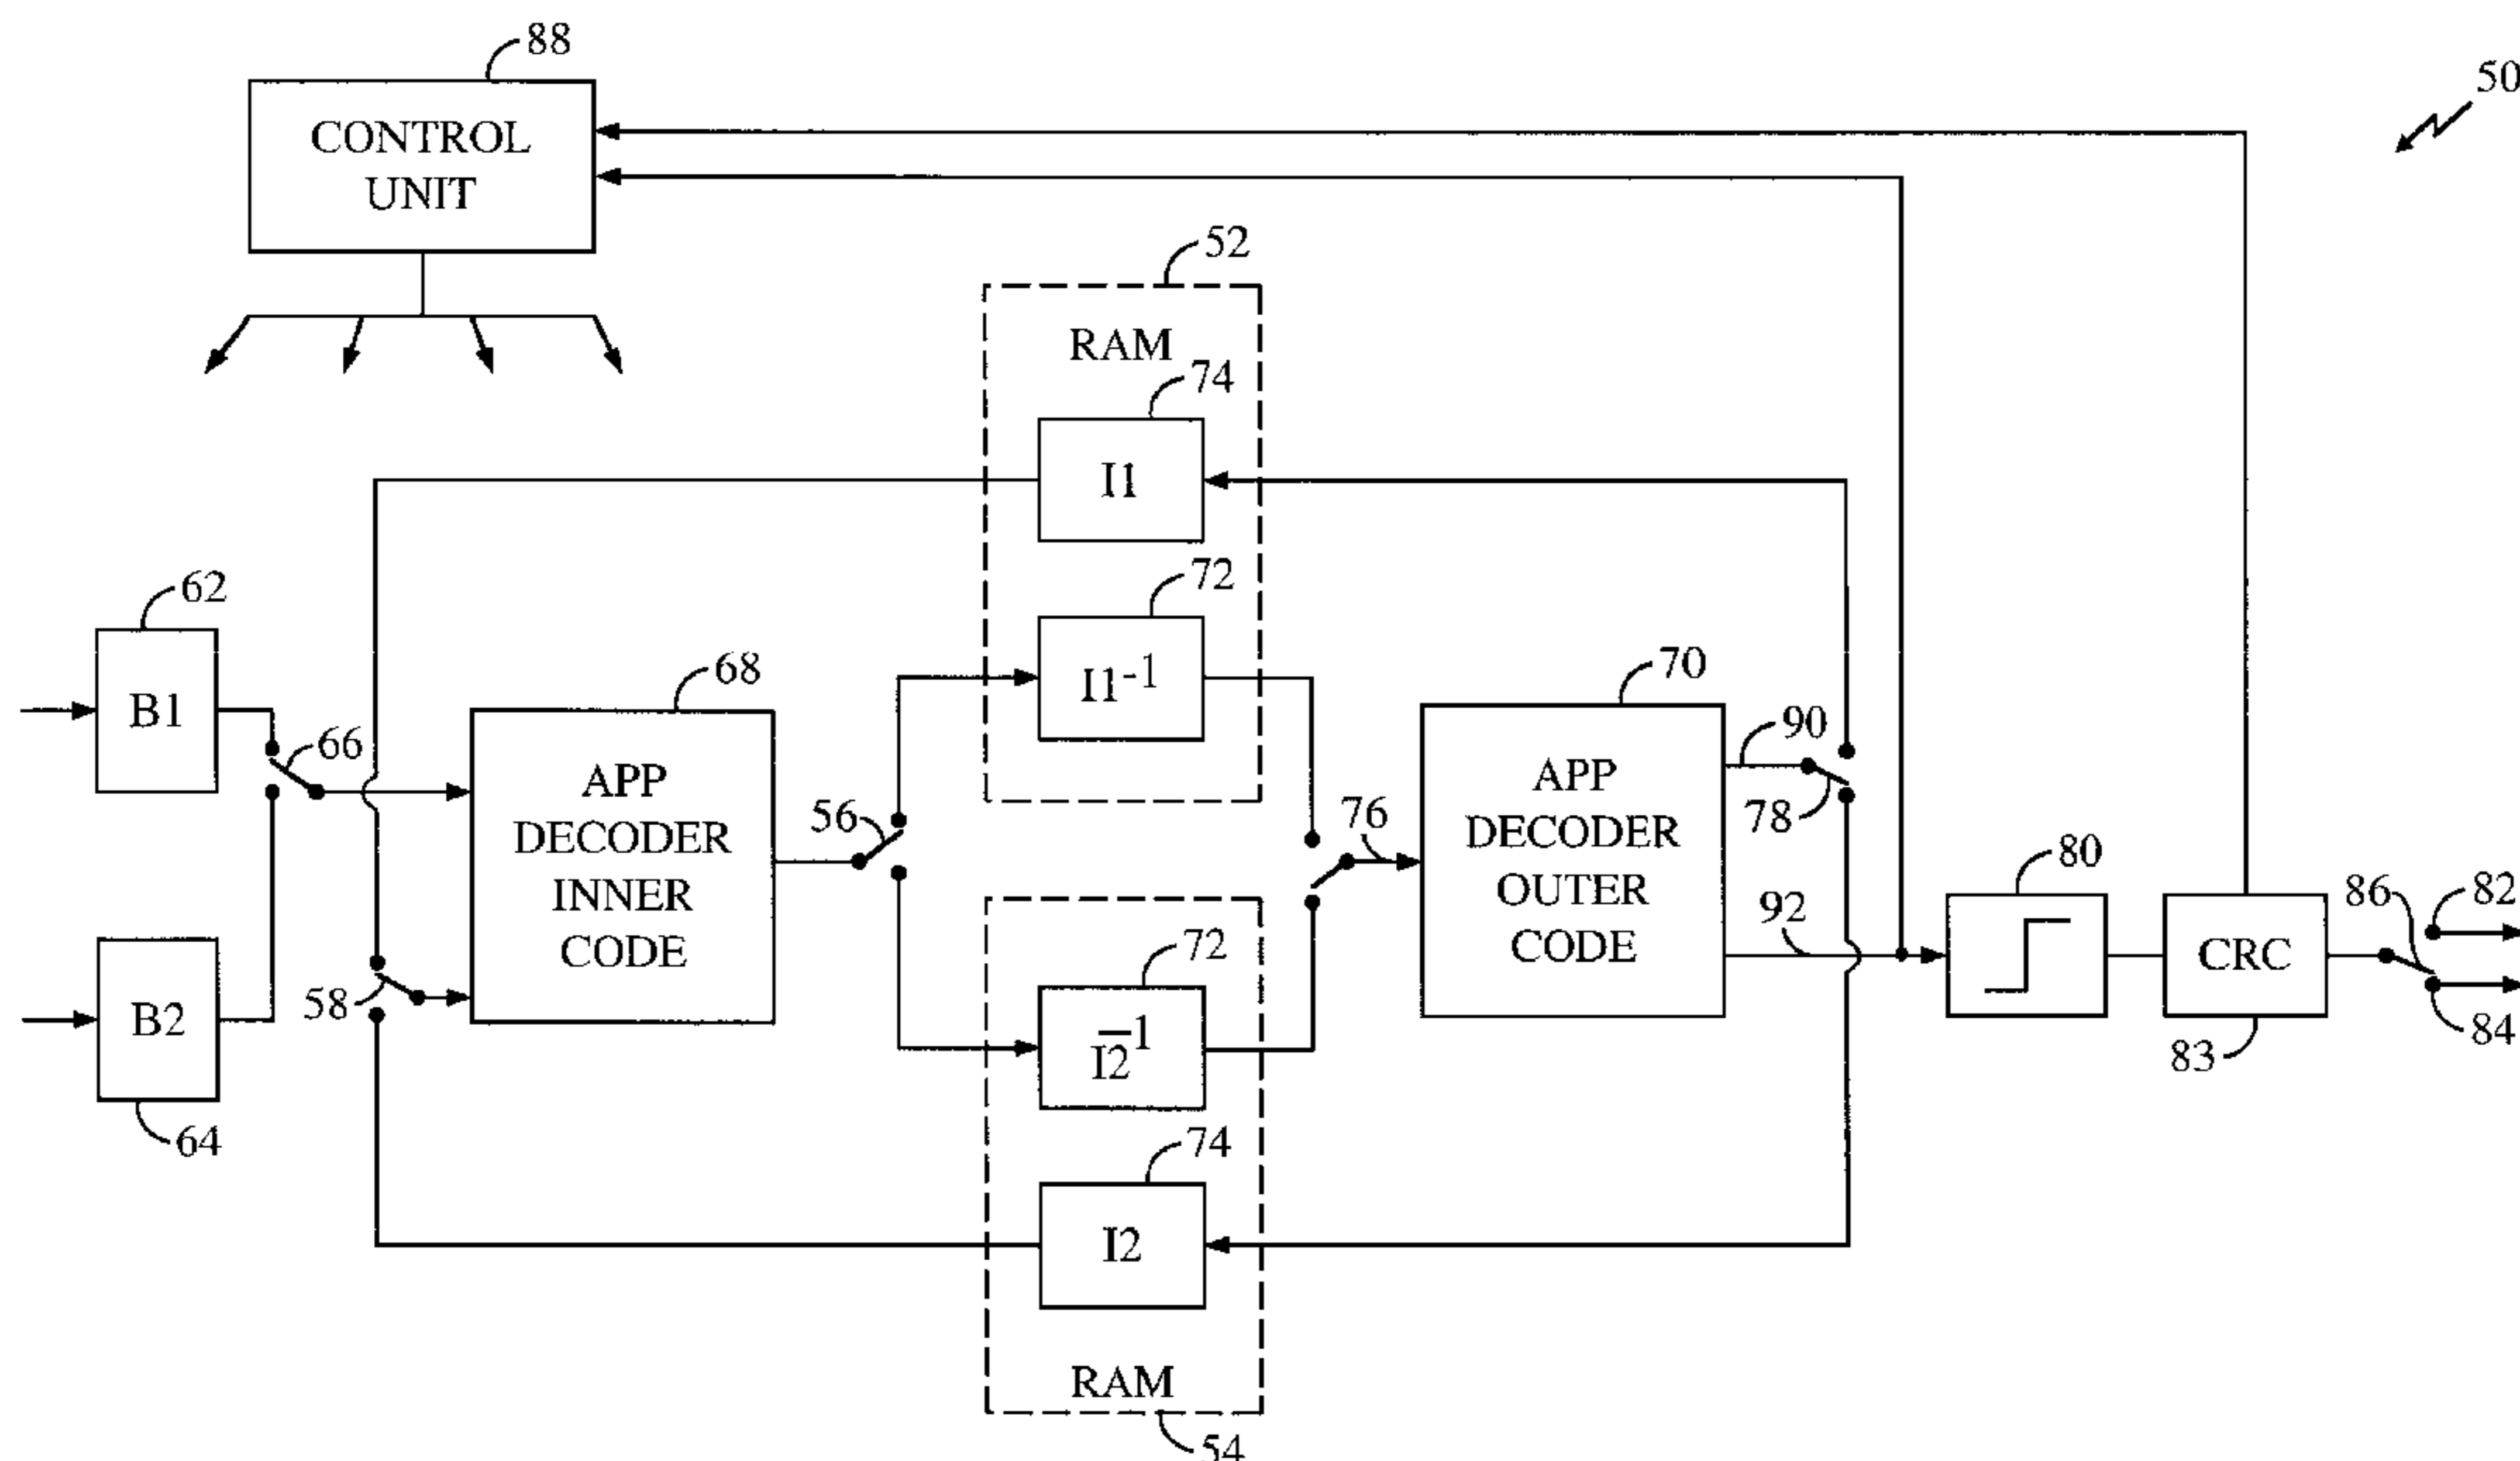 88
50
CONTROL
UNIT
52
RAM
74
I1
62
72
68
70
B1
I1⁻¹
90
66
APP
DECODER
INNER
CODE
56
76
APP
DECODER
OUTER
CODE
78
80
92
86
82
72
CRC
58
B2
I2⁻¹
84
83
64
74
I2
RAM
54